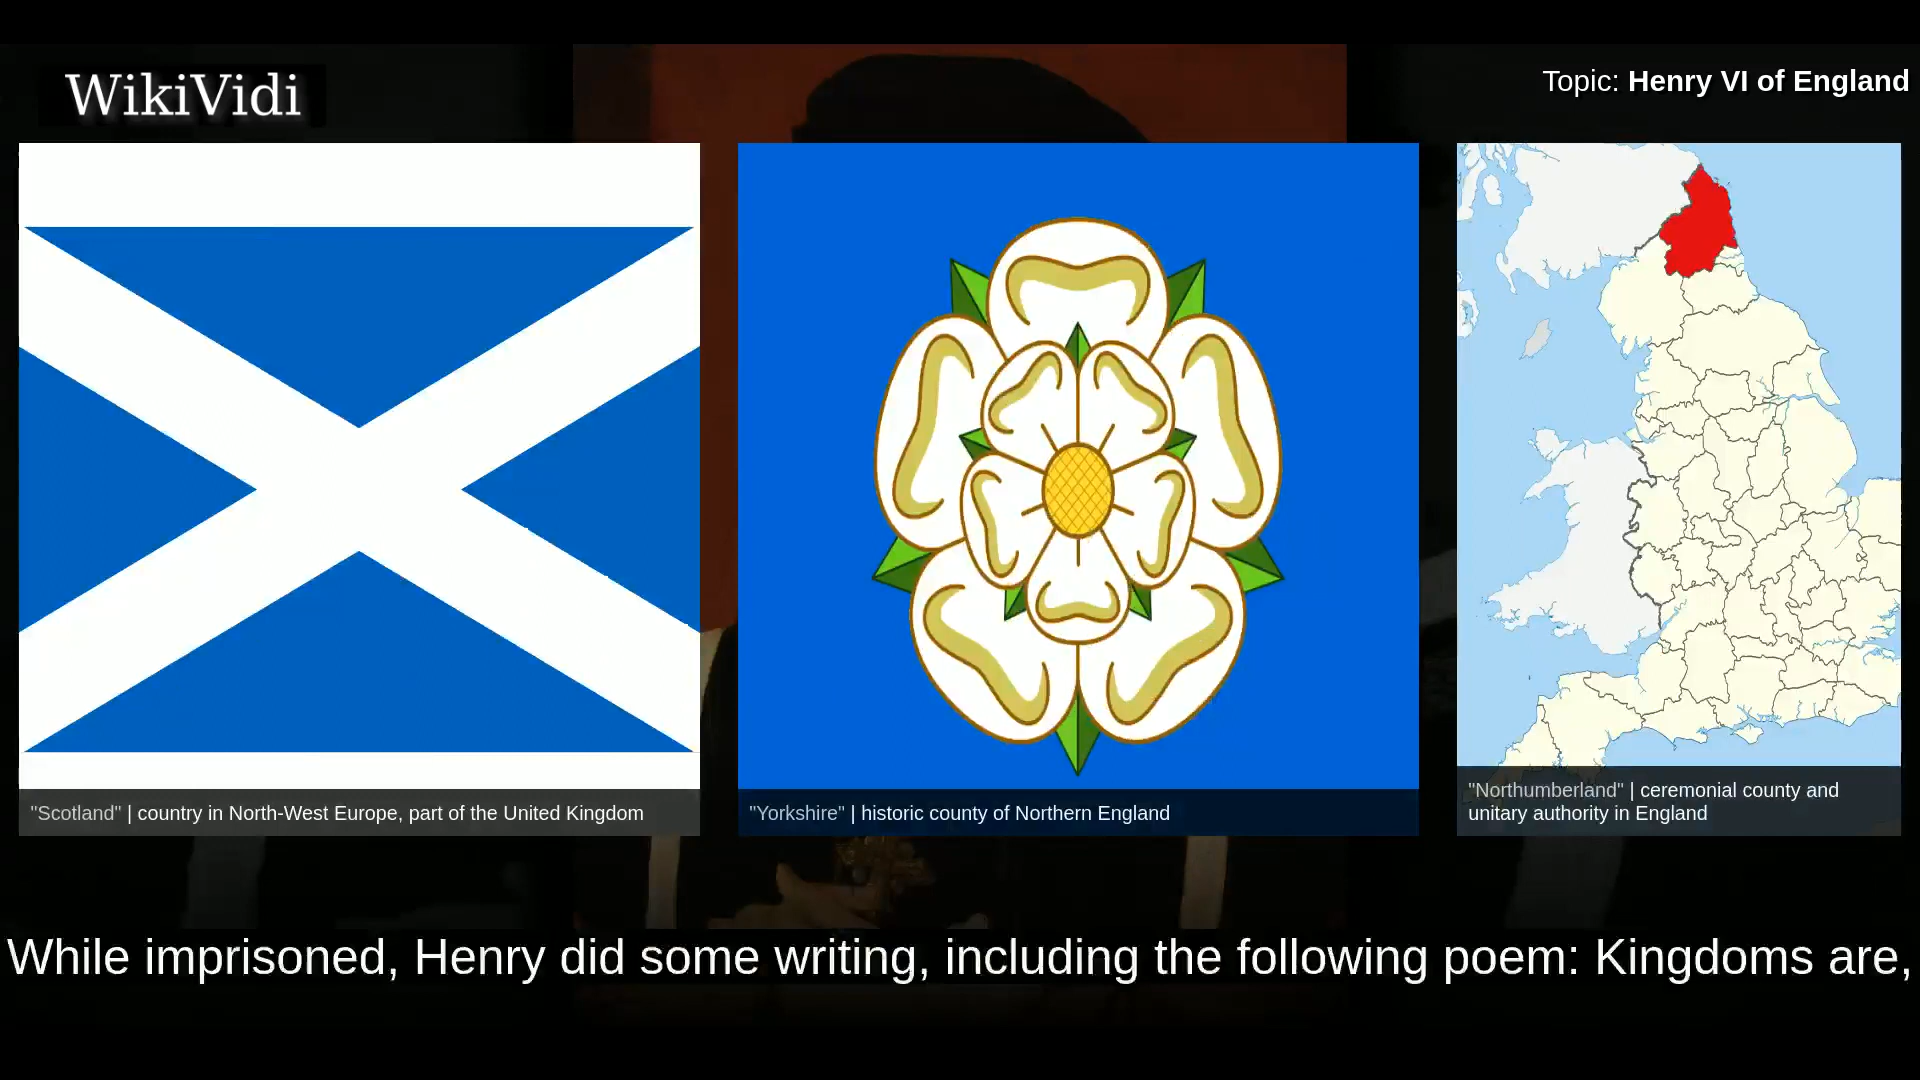 WikiVidi
Topic: Henry VI of England
"Scotland" | country in North-West Europe, part of the United Kingdom
"Yorkshire" | historic county of Northern England
"Northumberland" | ceremonial county and
unitary authority in England
While imprisoned, Henry did some writing, including the following poem: Kingdoms are,